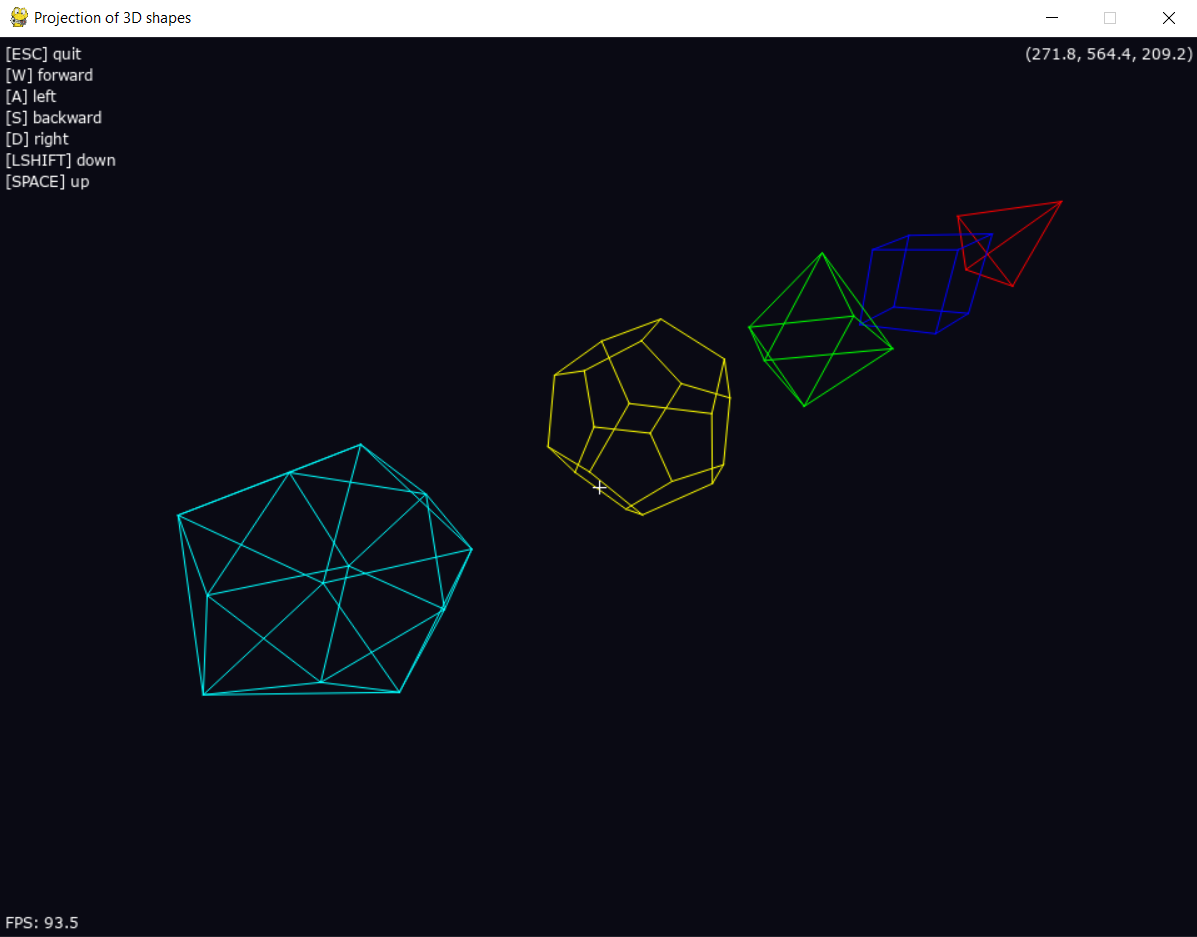 Projection of 3D shapes
[ESC] quit
(271.8, 564.4, 209.2)
[W] forward
[A] left
[S] backward
[D] right
[LSHIFT] down
[SPACE] up
FPS: 93.5